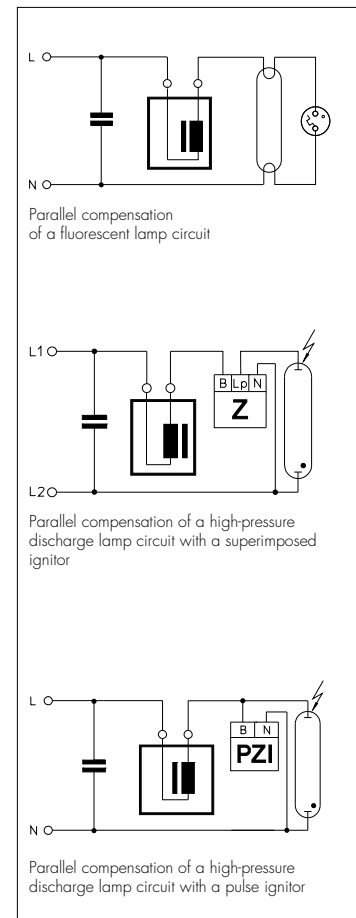 L
N
Parallel compensation
of a fluorescent lamp circuit
L1
B Lp N
Z
L2
Parallel compensation of a high-pressure
discharge lamp circuit with a superimposed
ignitor
L
B N
PZI
N
Parallel compensation of a high-pressure
discharge lamp circuit with a pulse ignitor